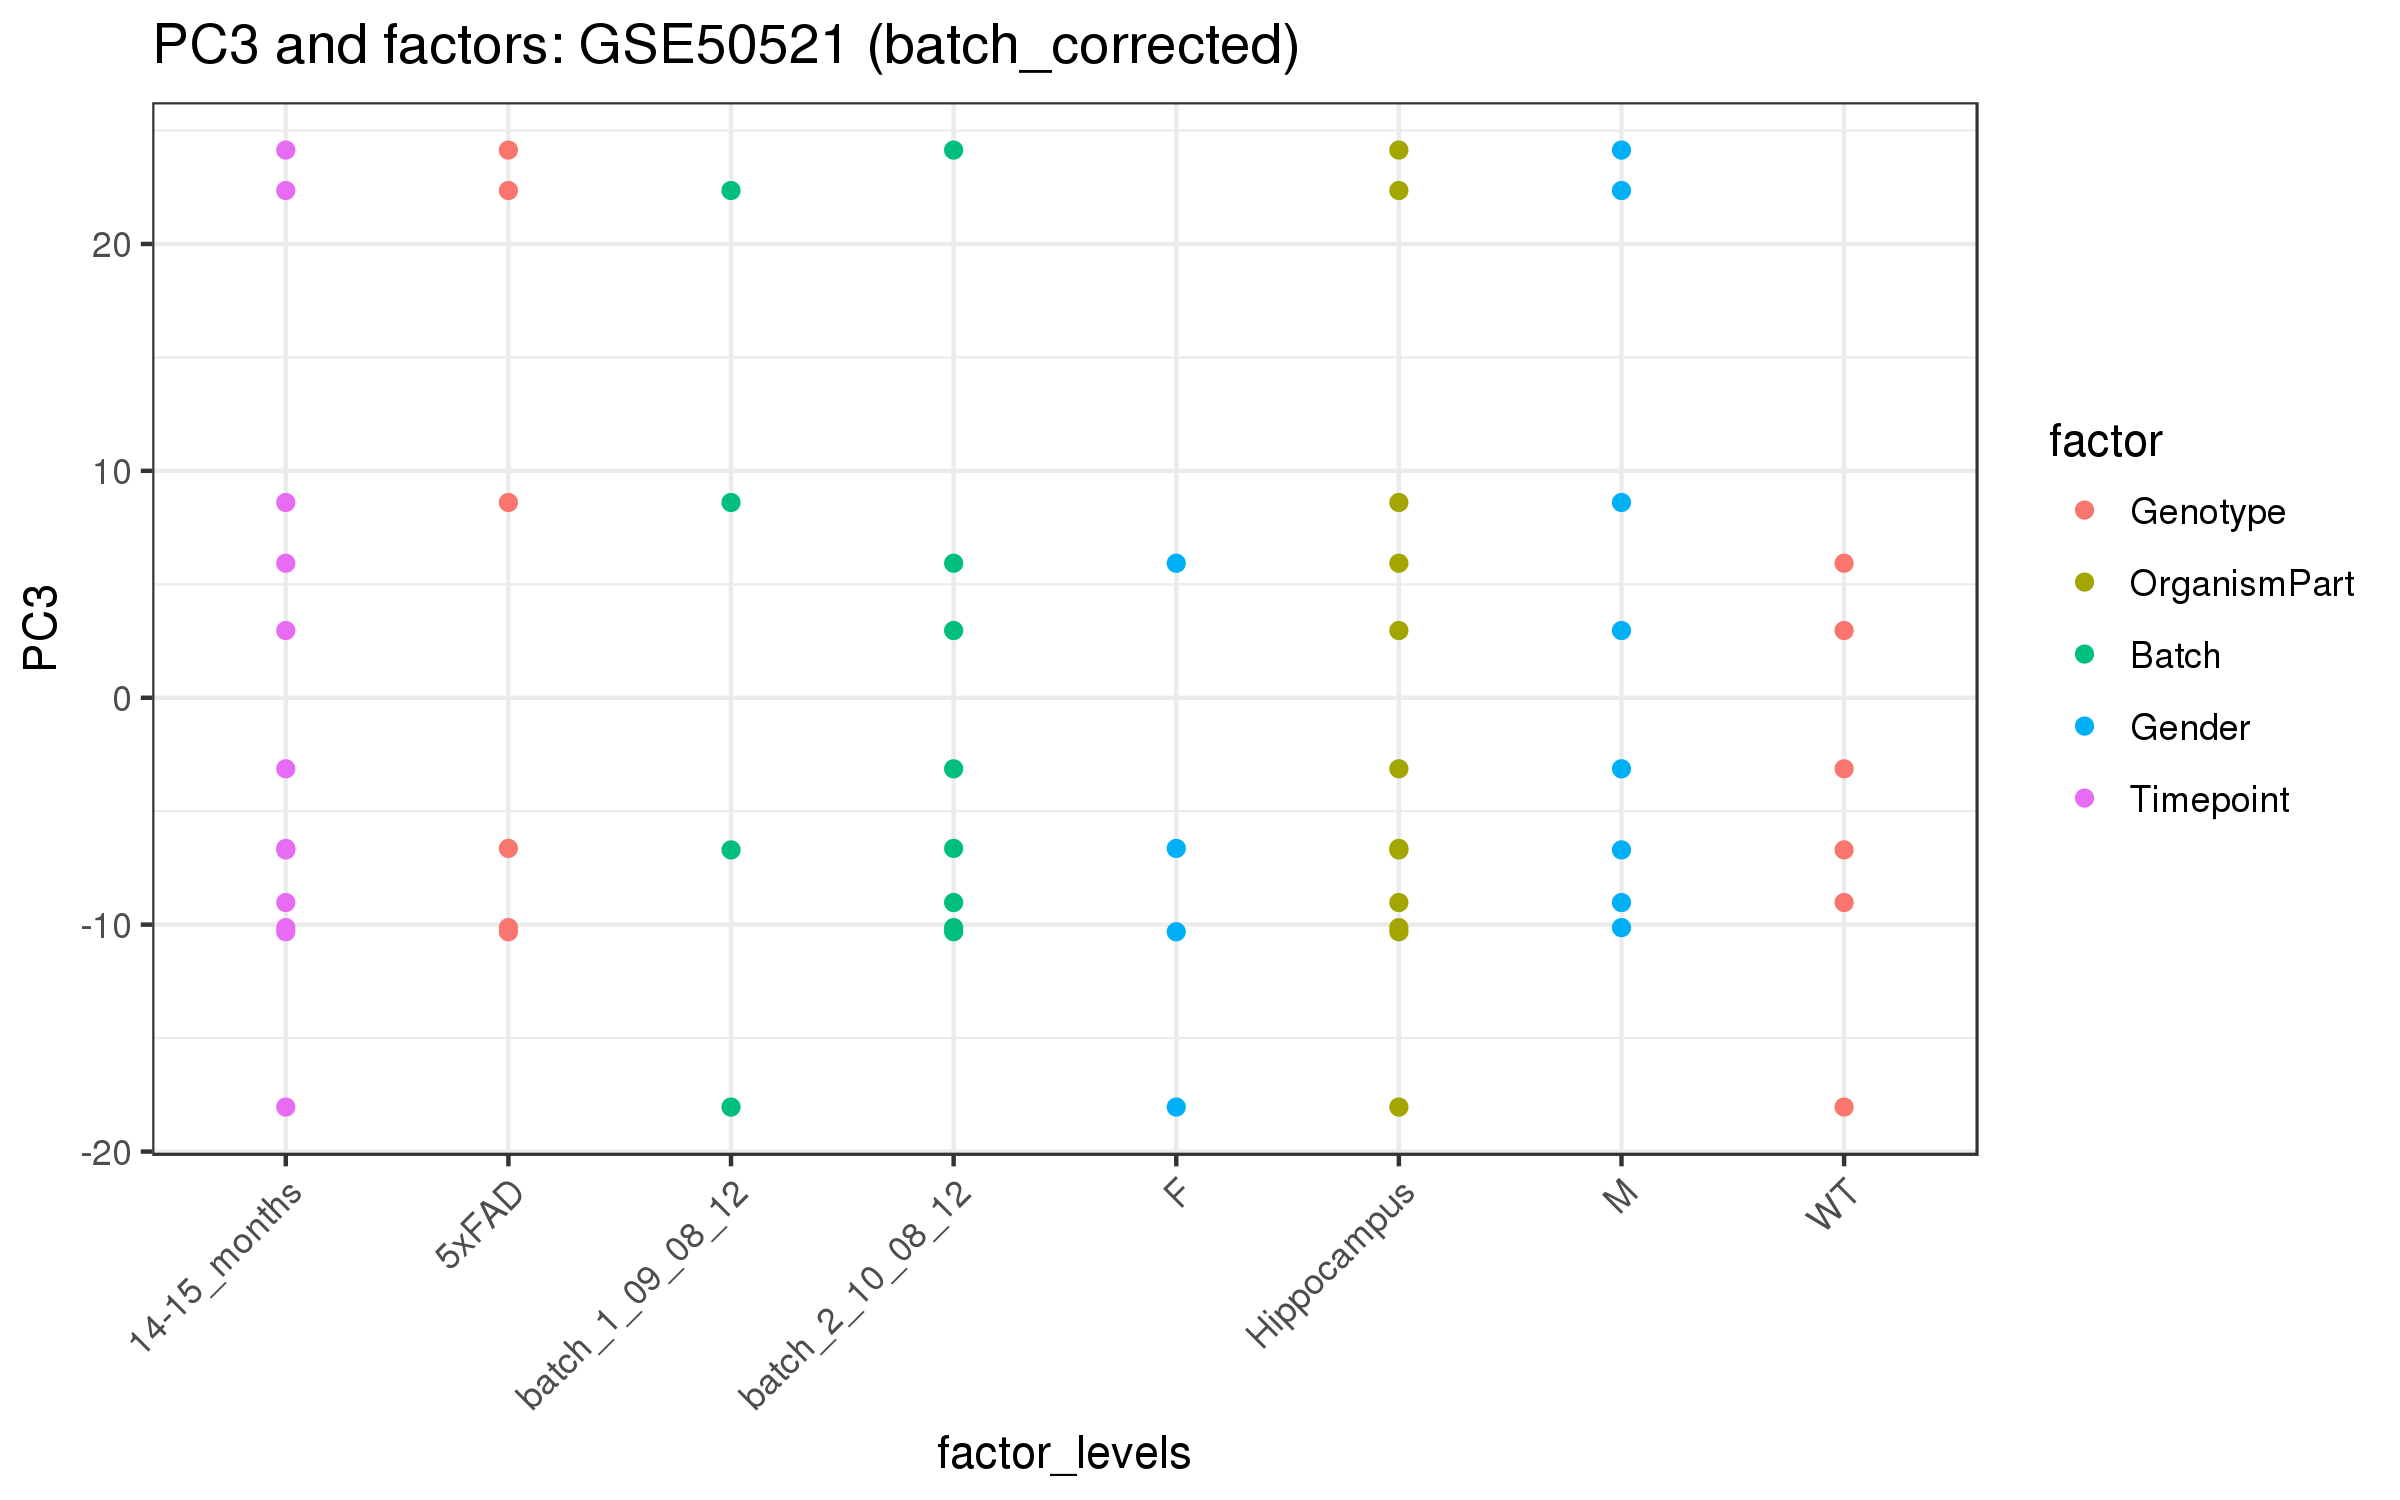 PC3 and factors: GSE50521 (batch_corrected)
PC3
20
10
0
-10
-20
14-15_months
5xFAD
batch_1_09_08_12
batch_2_10_08_12
F
Hippocampus
M
WT
factor_levels
factor
Genotype
OrganismPart
Batch
Gender
Timepoint